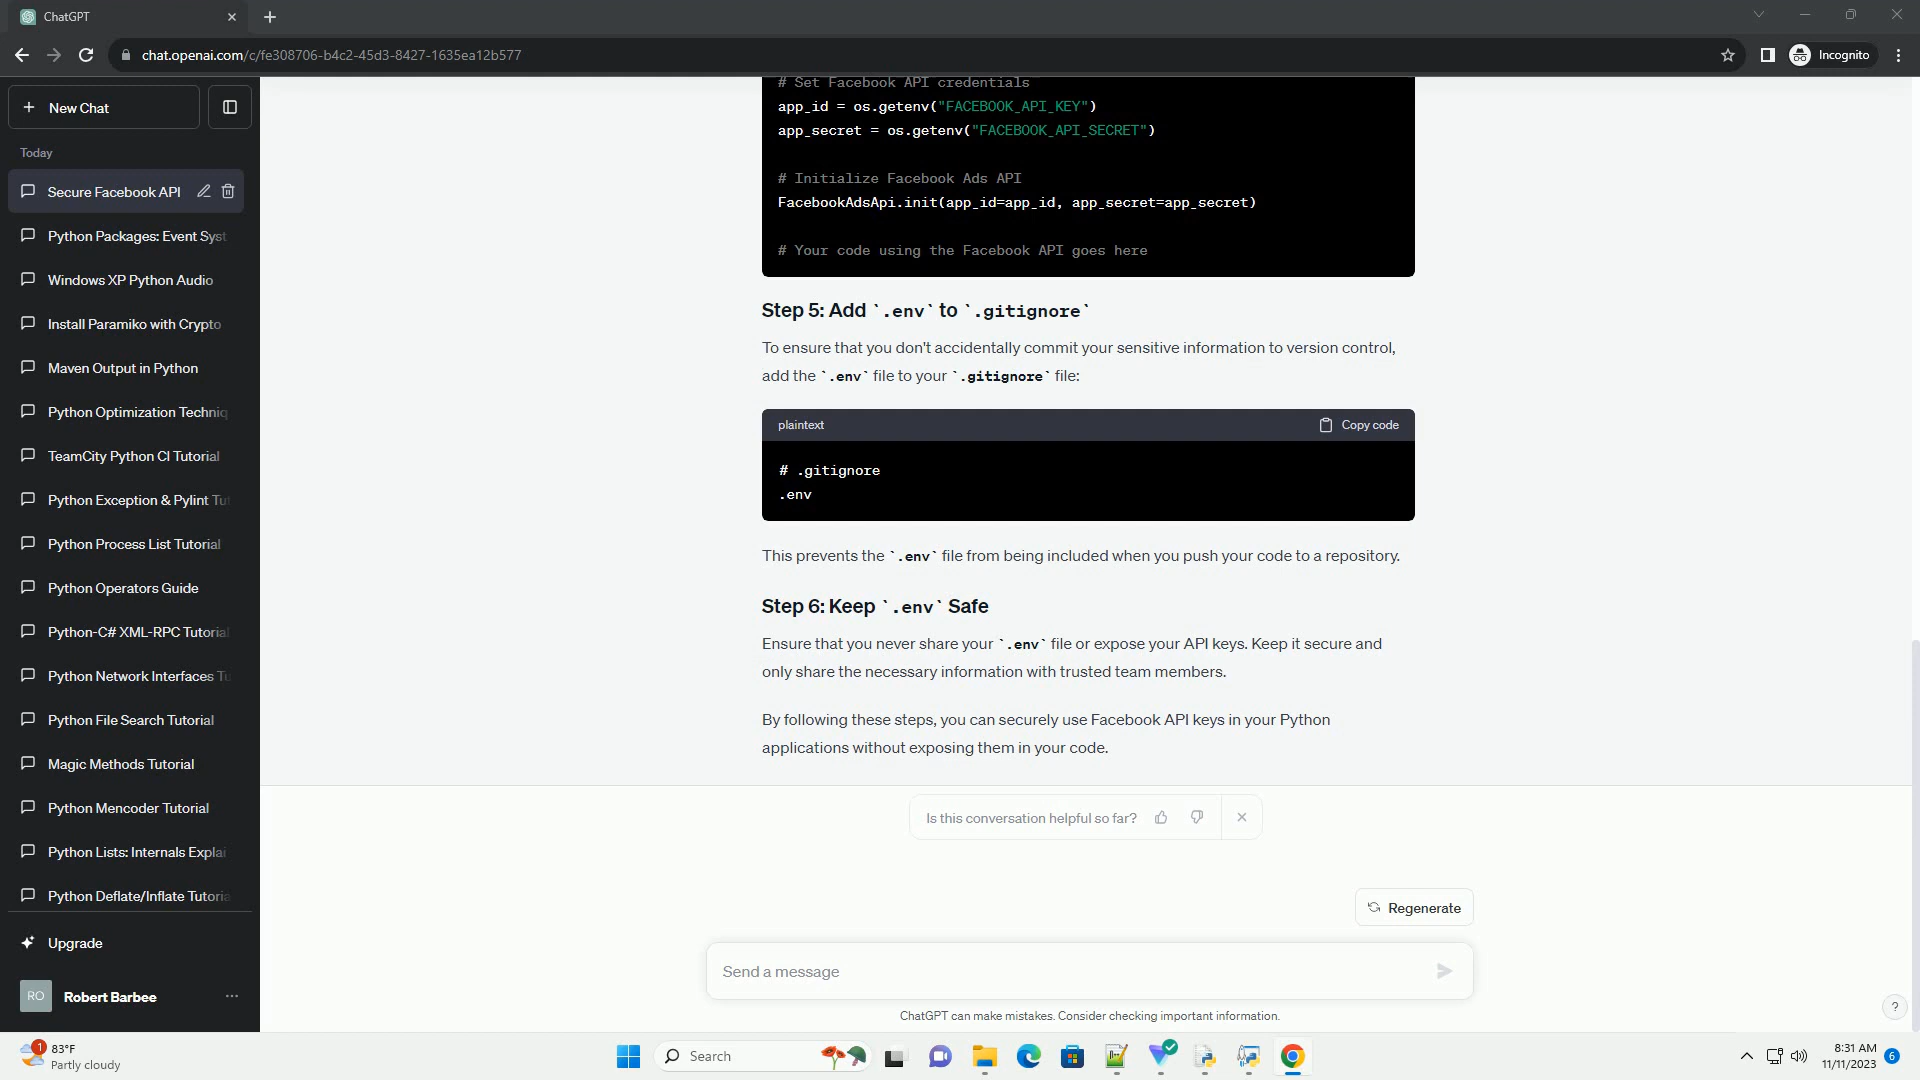 ChatGPT
chat.openai.com/c/fe308706-b4c2-45d3-8427-1635ea12b577
Incognito
New Chat
Today
Secure Facebook API
Python Packages: Event Syst
Windows XP Python Audio
Install Paramiko with Crypto
Maven Output in Python
Python Optimization Techniq
TeamCity Python CI Tutorial
Python Exception & Pylint Tut
Python Process List Tutorial
Python Operators Guide
Python-C# XML-RPC Tutorial
Python Network Interfaces Tu
Python File Search Tutorial
Magic Methods Tutorial
Python Mencoder Tutorial
Python Lists: Internals Explai
Python Deflate/Inflate Tutoria
Upgrade
RO
Robert Barbee
# Set Facebook API credentials
app_id = os.getenv("FACEBOOK_API_KEY")
app_secret = os.getenv("FACEBOOK_API_SECRET")
# Initialize Facebook Ads API
FacebookAdsApi.init(app_id=app_id, app_secret=app_secret)
# Your code using the Facebook API goes here
Step 5: Add `.env` to `.gitignore`
To ensure that you don't accidentally commit your sensitive information to version control,
add the `.env` file to your `.gitignore` file:
plaintext
Copy code
# .gitignore
.env
This prevents the `.env` file from being included when you push your code to a repository.
Step 6: Keep `.env` Safe
Ensure that you never share your `.env` file or expose your API keys. Keep it secure and
only share the necessary information with trusted team members.
By following these steps, you can securely use Facebook API keys in your Python
applications without exposing them in your code.
Is this conversation helpful so far?
Regenerate
Send a message
ChatGPT can make mistakes. Consider checking important information.
?
1
83°F
Partly cloudy
Search
8:31 AM
11/11/2023
6